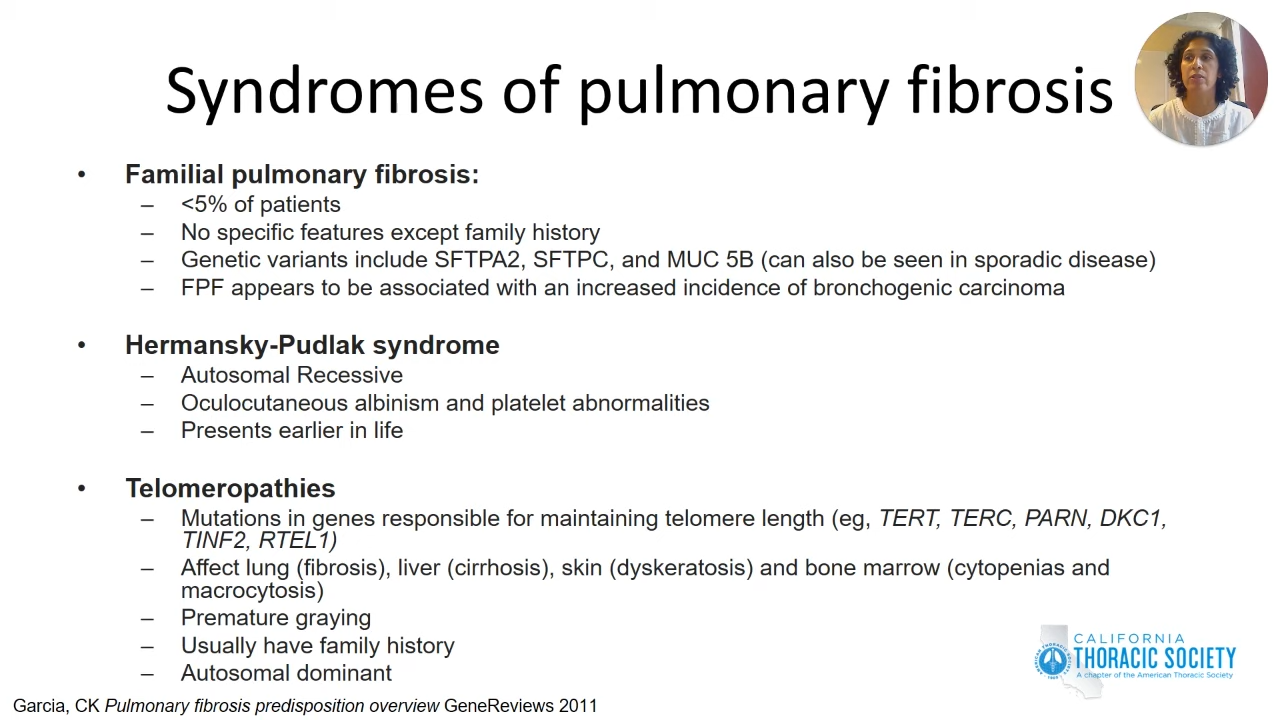 Syndromes of pulmonary fibrosis
• Familial pulmonary fibrosis:
– <5% of patients
– No specific features except family history
– Genetic variants include SFTPA2, SFTPC, and MUC 5B (can also be seen in sporadic disease)
– FPF appears to be associated with an increased incidence of bronchogenic carcinoma
• Hermansky-Pudlak syndrome
– Autosomal Recessive
– Oculocutaneous albinism and platelet abnormalities
– Presents earlier in life
• Telomeropathies
– Mutations in genes responsible for maintaining telomere length (eg, TERT, TERC, PARN, DKC1,
TINF2, RTEL1)
– Affect lung (fibrosis), liver (cirrhosis), skin (dyskeratosis) and bone marrow (cytopenias and
macrocytosis)
– Premature graying
– Usually have family history
– Autosomal dominant
CALIFORNIA
THORACIC SOCIETY
A chapter of the American Thoracic Society
Garcia, CK Pulmonary fibrosis predisposition overview GeneReviews 2011